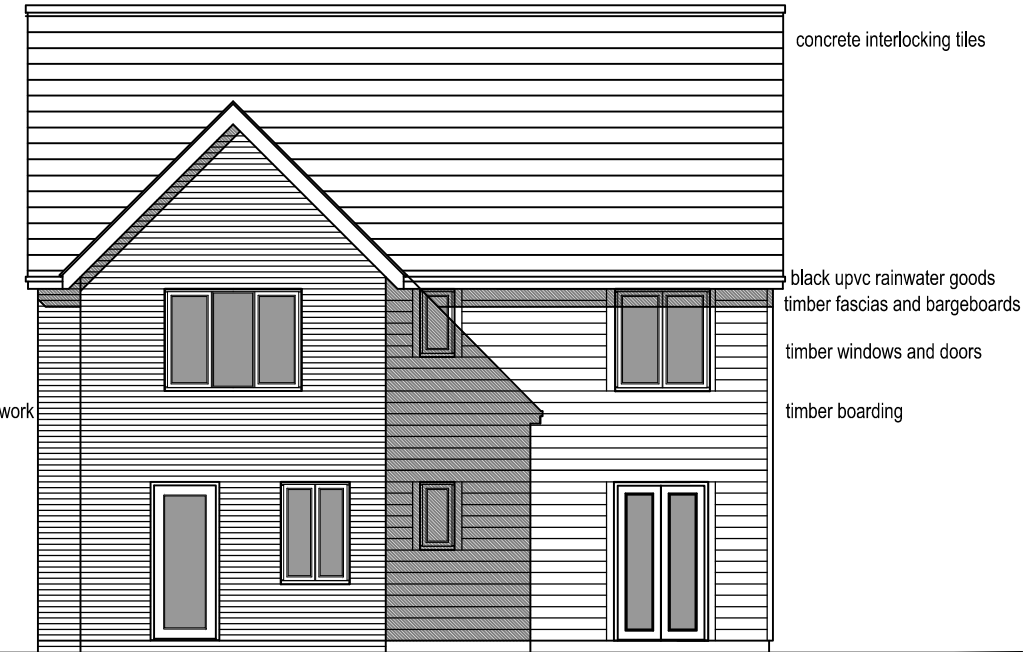 concrete interlocking tiles
black upvc rainwater goods
timber fascias and bargeboards
timber windows and doors
work
timber boarding